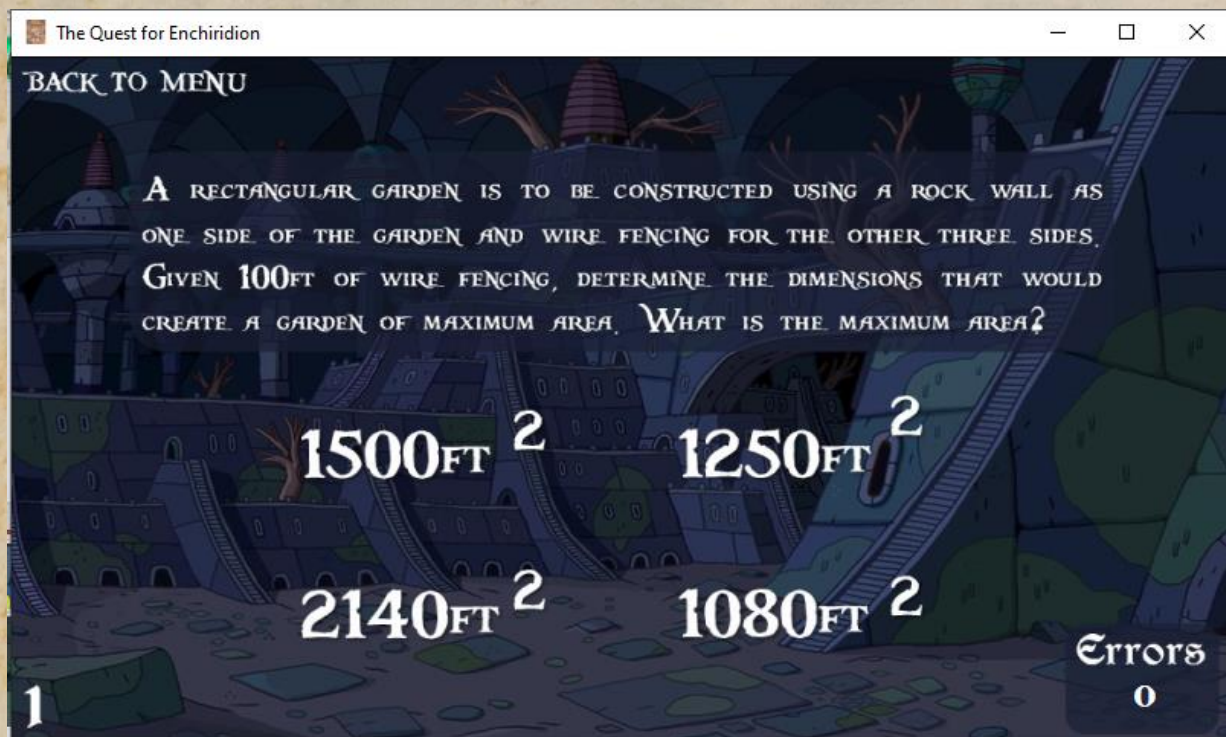 The Quest for Enchiridion
BACK TO MENU
A RECTANGULAR GARDEN IS TO BE CONSTRUCTED USING A ROCK WALL AS
ONE SIDE OF THE GARDEN AND WIRE FENCING FOR THE OTHER THREE SIDES.
GIVEN 100FT OF WIRE FENCING, DETERMINE THE DIMENSIONS THAT WOULD
CREATE A GARDEN OF MAXIMUM AREA. WHAT IS THE MAXIMUM AREA?
1500FT 2 1250FT 2
2140FT 2 1080FT 2
Errors
0
1